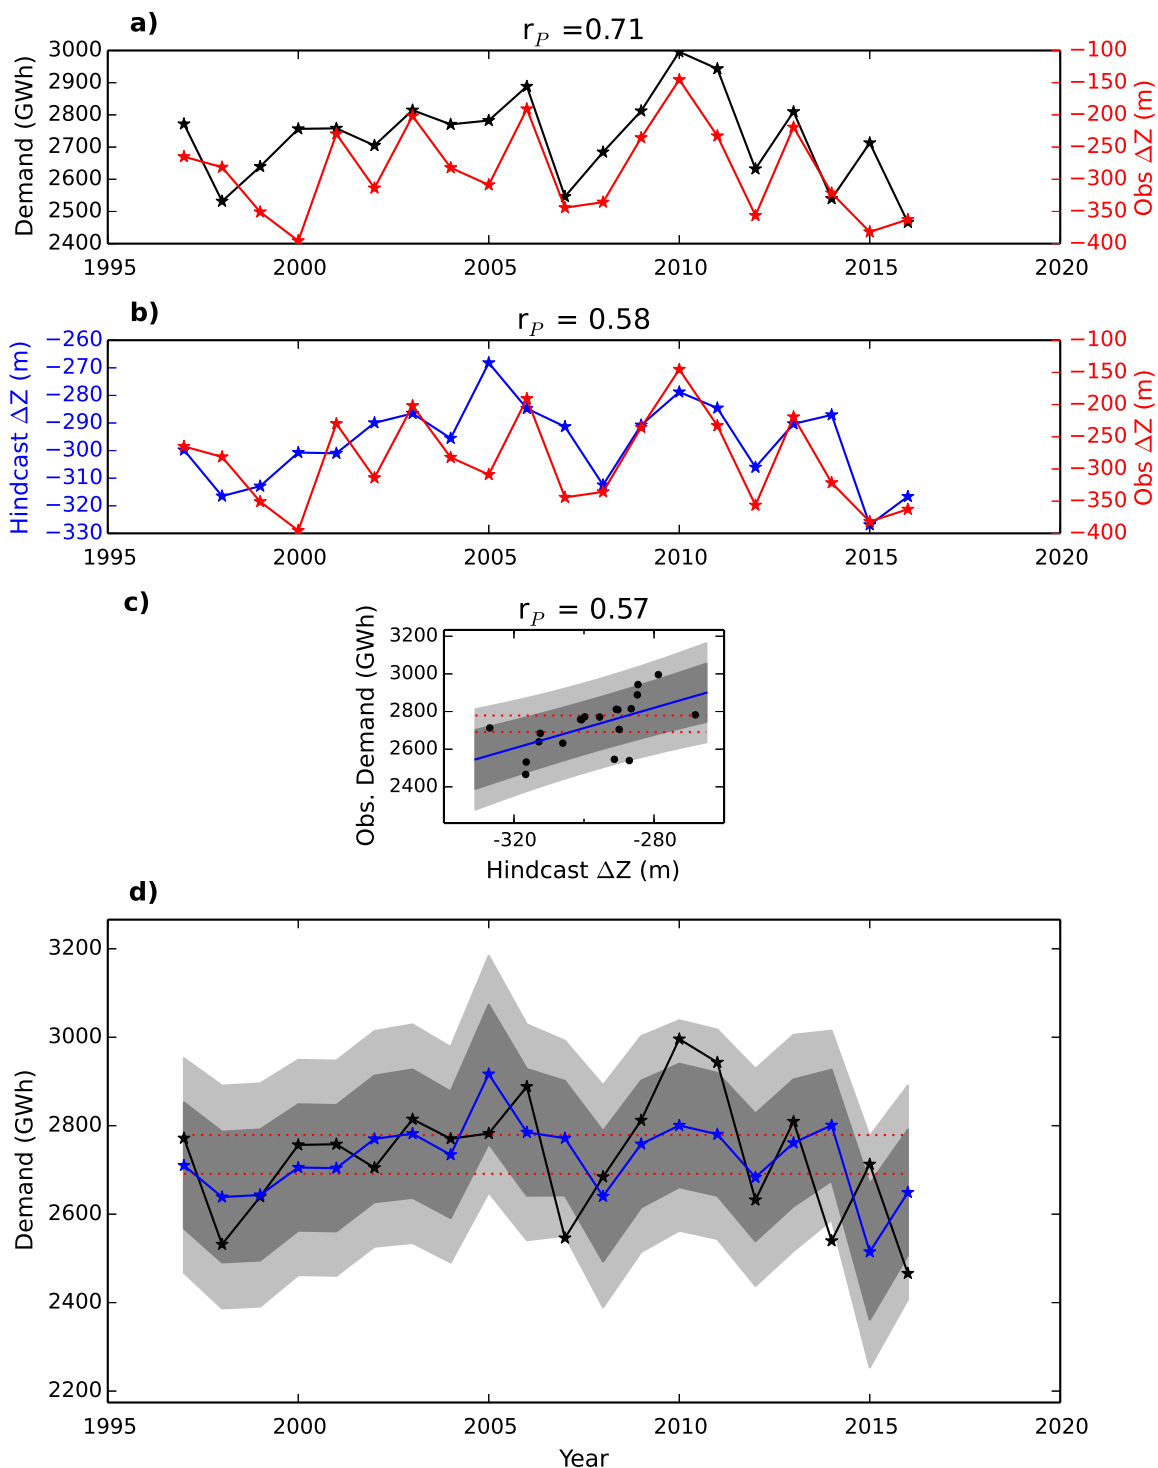 a)
r_P =0.71
Demand (GWh)
3000
2900
2800
2700
2600
2500
2400
−100
−150
−200
−250
−300
−350
−400
Obs ΔZ (m)
1995 2000 2005 2010 2015 2020
b)
r_P = 0.58
Hindcast ΔZ (m)
−260
−270
−280
−290
−300
−310
−320
−330
−100
−150
−200
−250
−300
−350
−400
Obs ΔZ (m)
1995 2000 2005 2010 2015 2020
c)
r_P = 0.57
Obs. Demand (GWh)
3200
3000
2800
2600
2400
-320 -280
Hindcast ΔZ (m)
d)
Demand (GWh)
3200
3000
2800
2600
2400
2200
1995 2000 2005 2010 2015 2020
Year